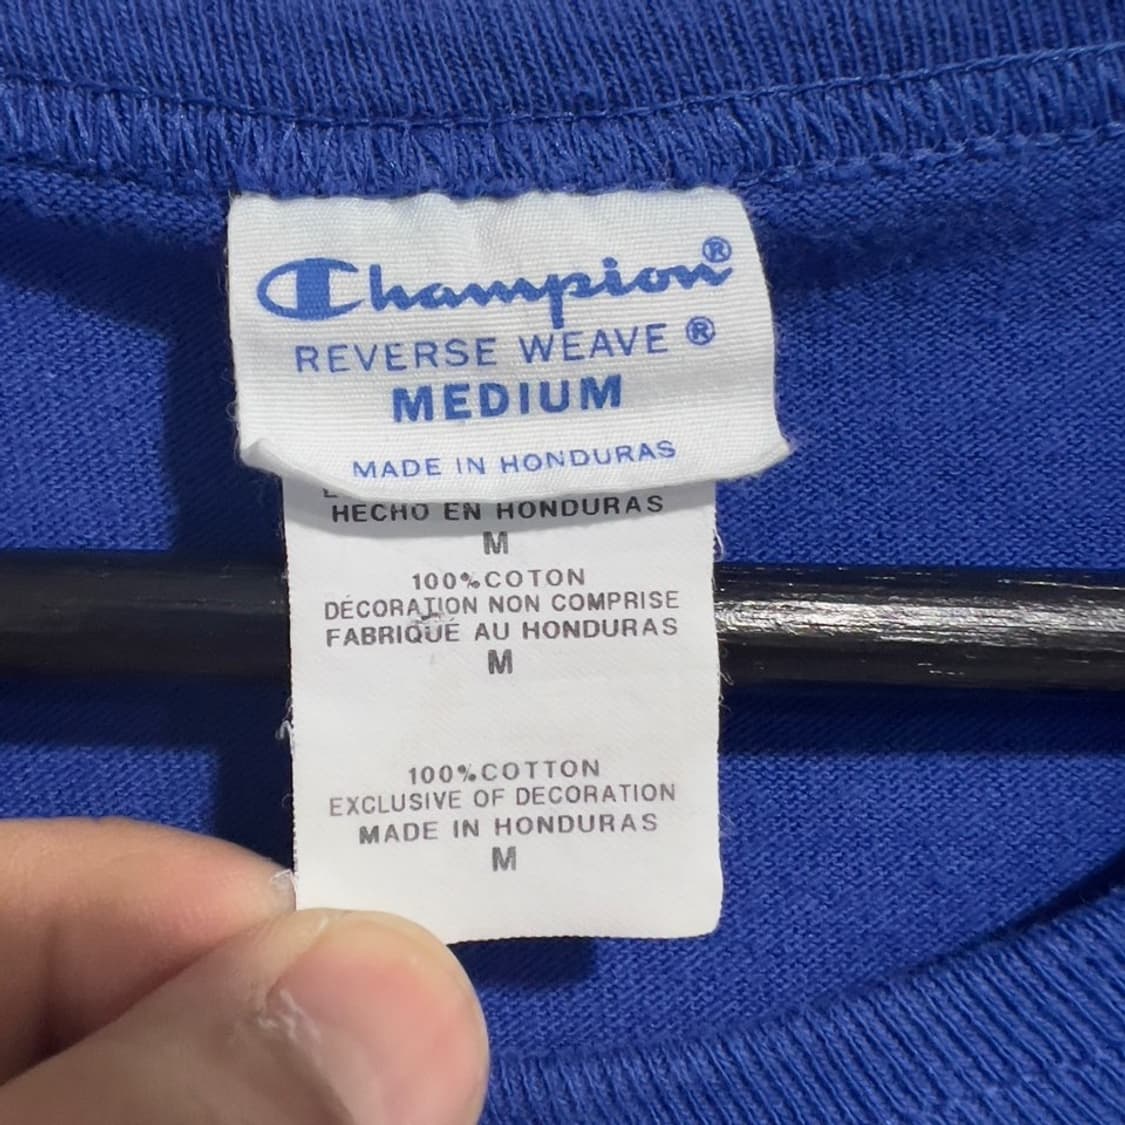 Champion®
REVERSE WEAVE ®
MEDIUM
MADE IN HONDURAS
HECHO EN HONDURAS
M
100%COTON
DÉCORATION NON COMPRISE
FABRIQUÉ AU HONDURAS
M
100%COTTON
EXCLUSIVE OF DECORATION
MADE IN HONDURAS
M